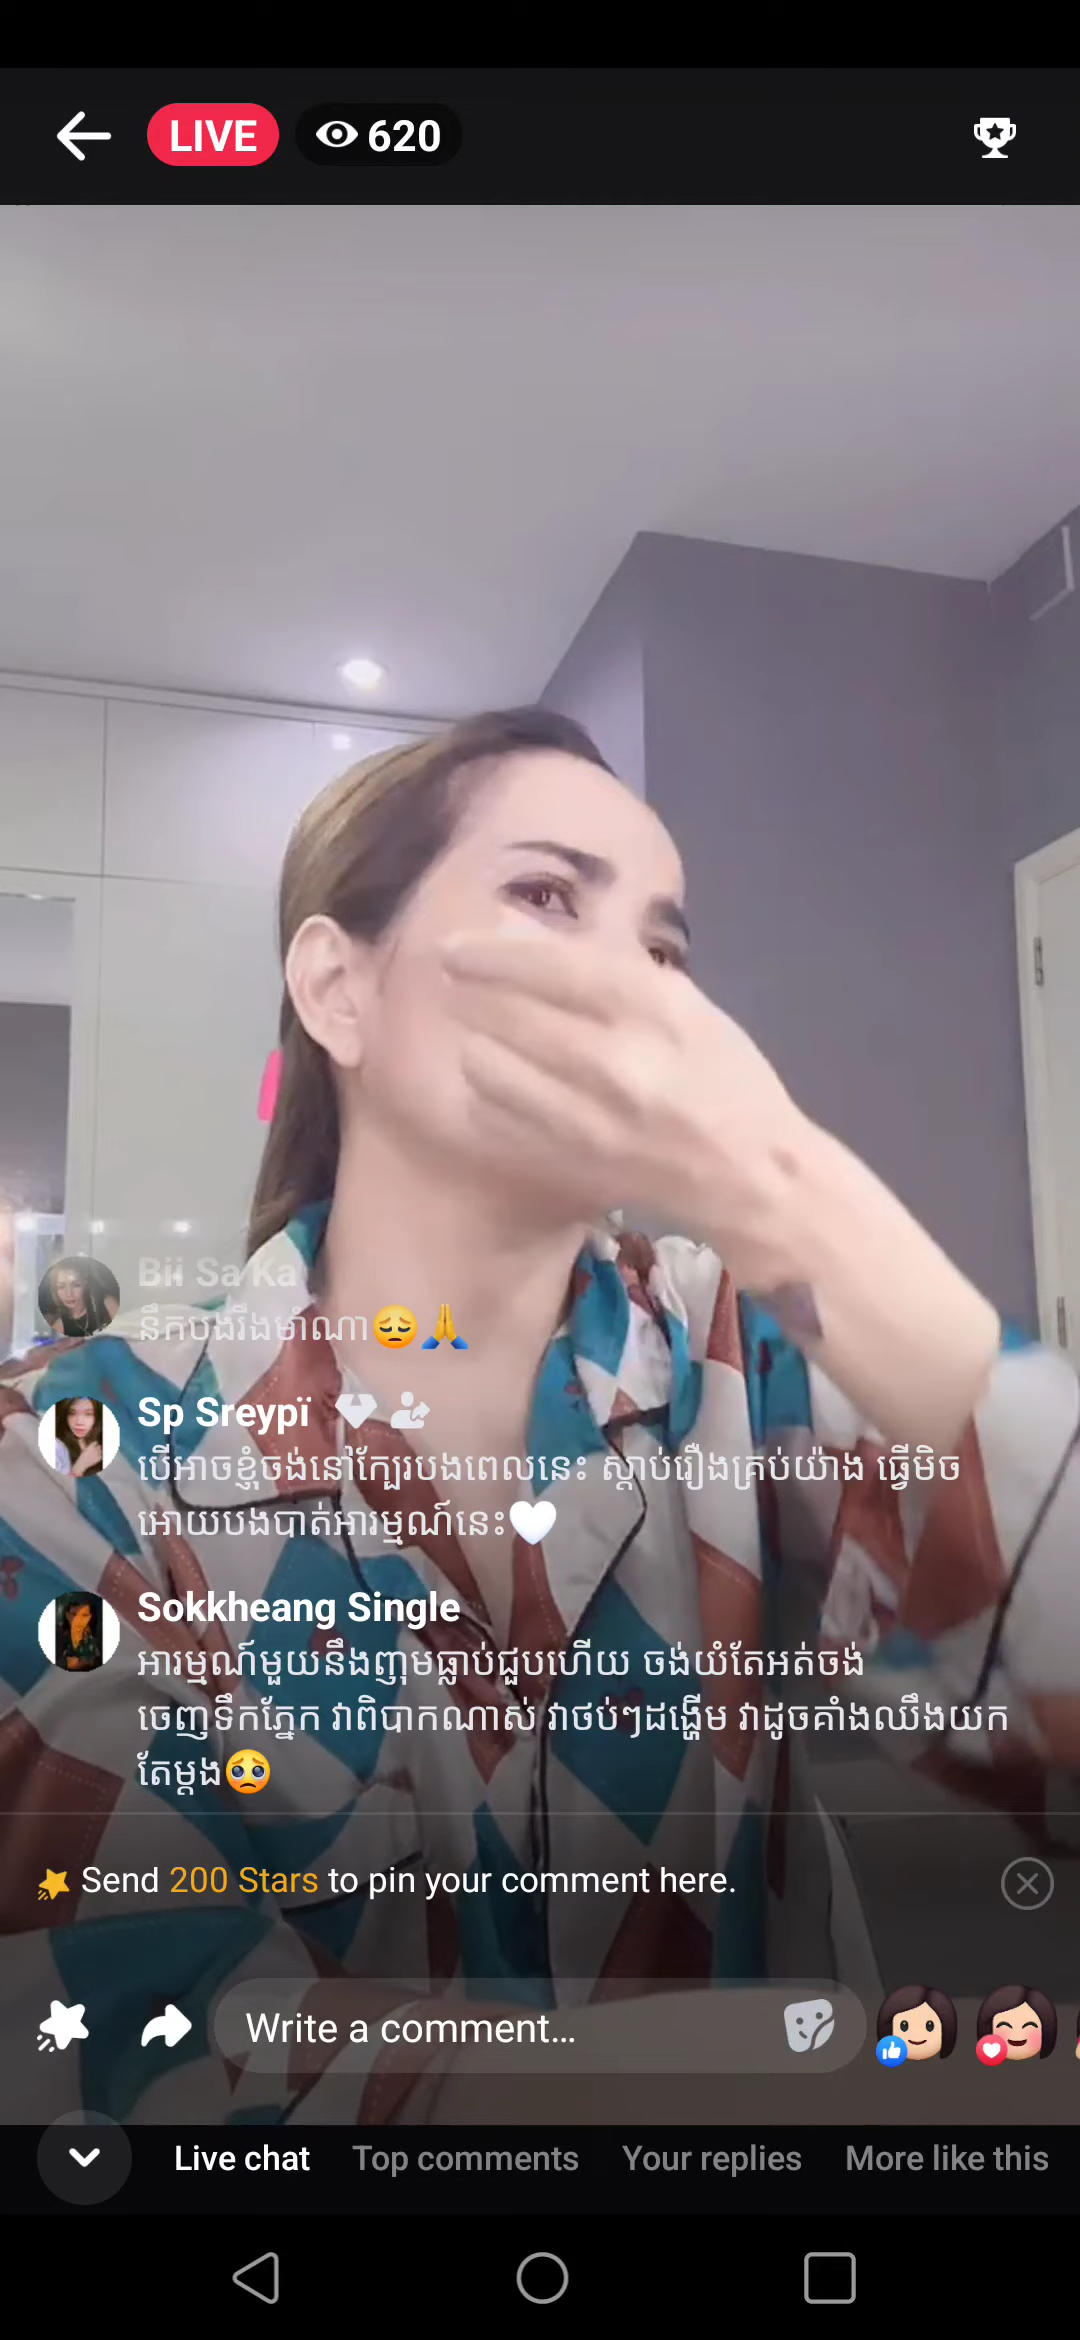 LIVE 620
Bii Sa Ka
នឹកបងរឹងមាំណា😔🙏
Sp Sreypï
បើអាចខ្ញុំចង់នៅក្បែរបងពេលនេះ ស្ដាប់រឿងគ្រប់យ៉ាង ធ្វើមិច
អោយបងបាត់អារម្មណ៍នេះ🤍
Sokkheang Single
អារម្មណ៍មួយនឹងញុមធ្លាប់ជួបហើយ ចង់យំតែអត់ចង់
ចេញទឹកភ្នែក វាពិបាកណាស់ វាថប់ៗដង្ហើម វាដូចគាំងឈឹងយក
តែម្ដង🥺
Send 200 Stars to pin your comment here.
Write a comment...
Live chat Top comments Your replies More like this